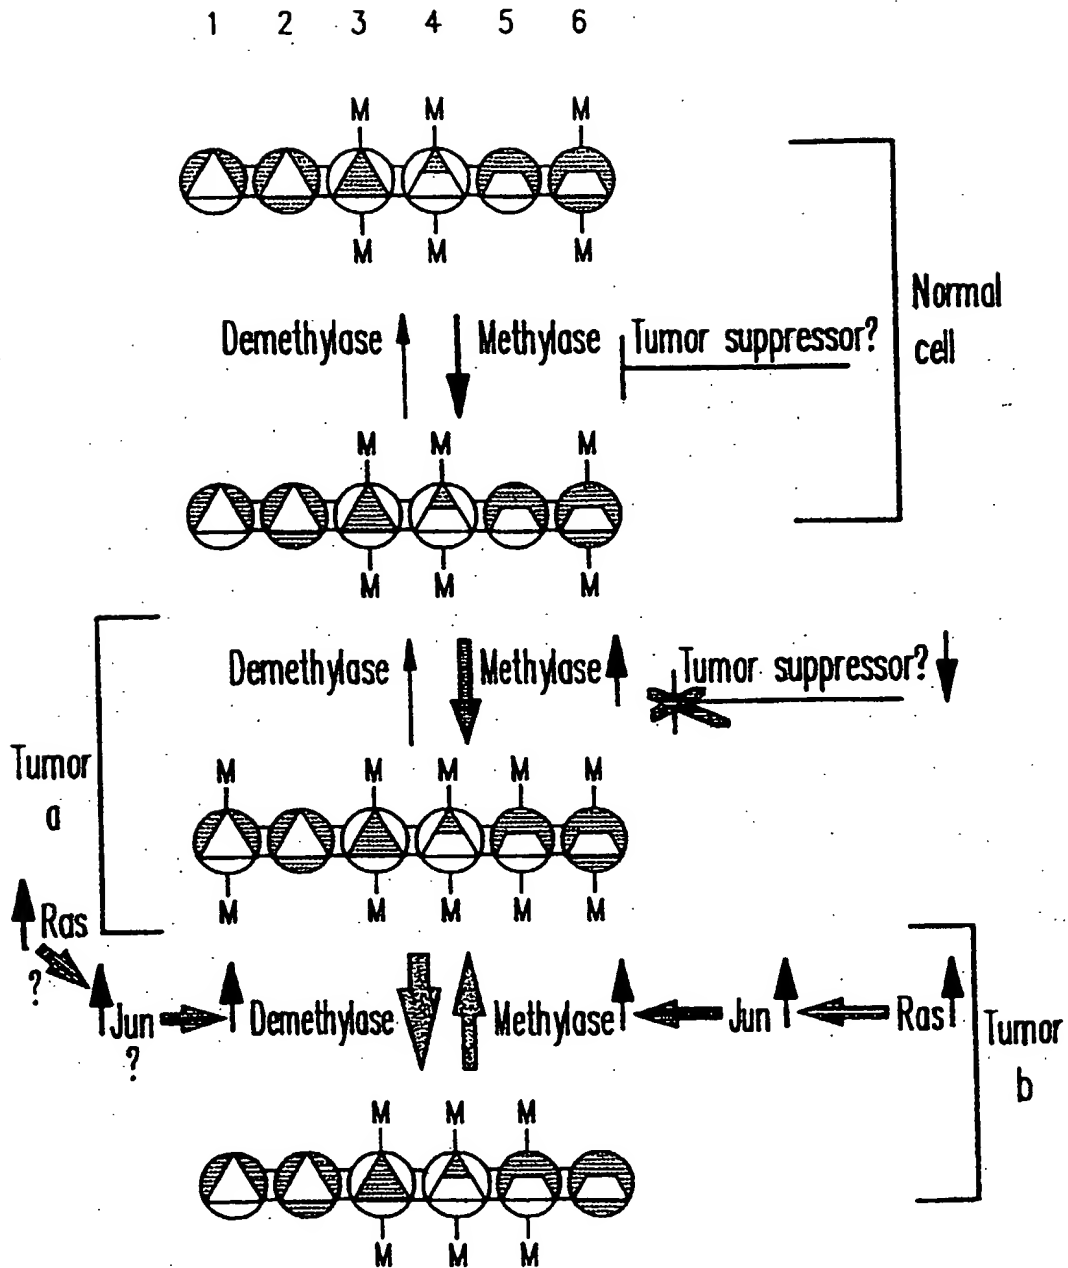 1 2 3 4 5 6
M M M
M M M
Demethylase Methylase Tumor suppressor?
Normal
cell
M M M
M M M
Demethylase Methylase Tumor suppressor?
Tumor
a
M M M M M
M M M M M
Ras
?
Jun Demethylase Methylase Jun Ras
?
Tumor
b
M M M
M M M